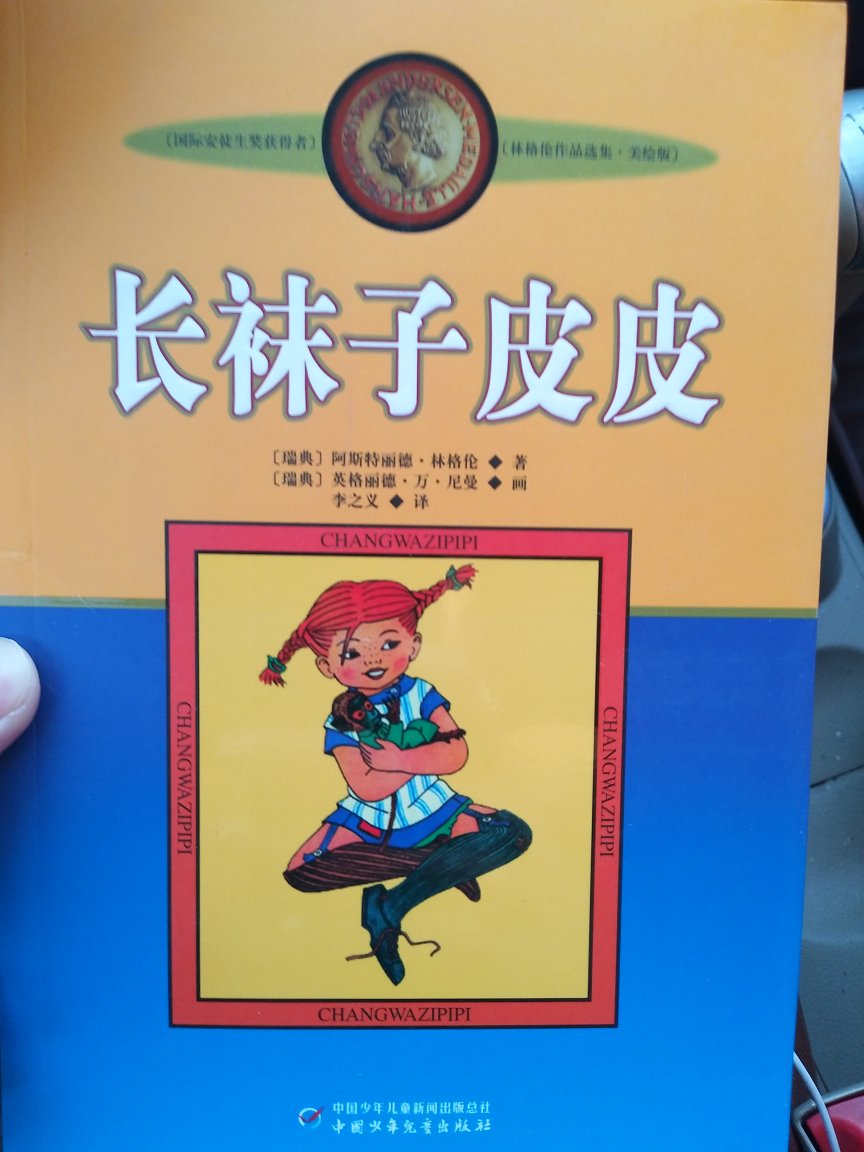 〔国际安徒生奖获得者〕
〔林格伦作品选集·美绘版〕
长袜子皮皮
〔瑞典〕阿斯特丽德·林格伦 ◆ 著
〔瑞典〕英格丽德·万·尼曼 ◆ 画
李之义 ◆ 译
CHANGWAZIPIPI
CHANGWAZIPIPI
CHANGWAZIPIPI
CHANGWAZIPIPI
中国少年儿童新闻出版总社
中國少年兒童出版社